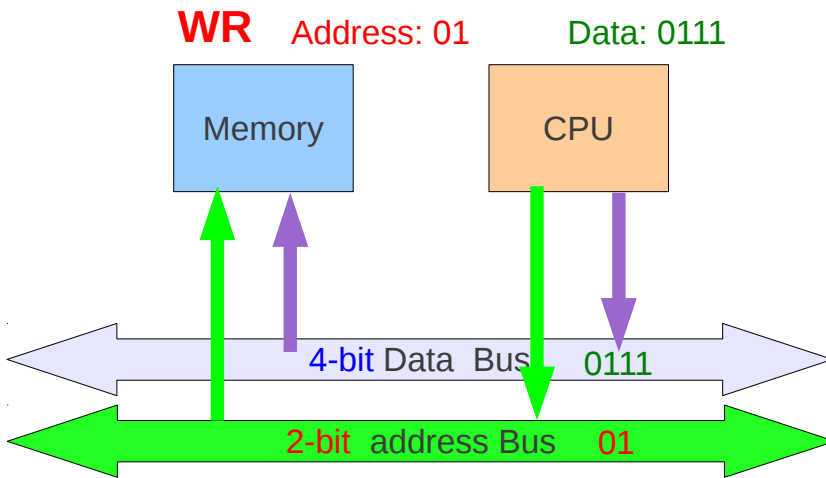 WR Address: 01 Data: 0111
Memory CPU
4-bit Data Bus 0111
2-bit address Bus 01